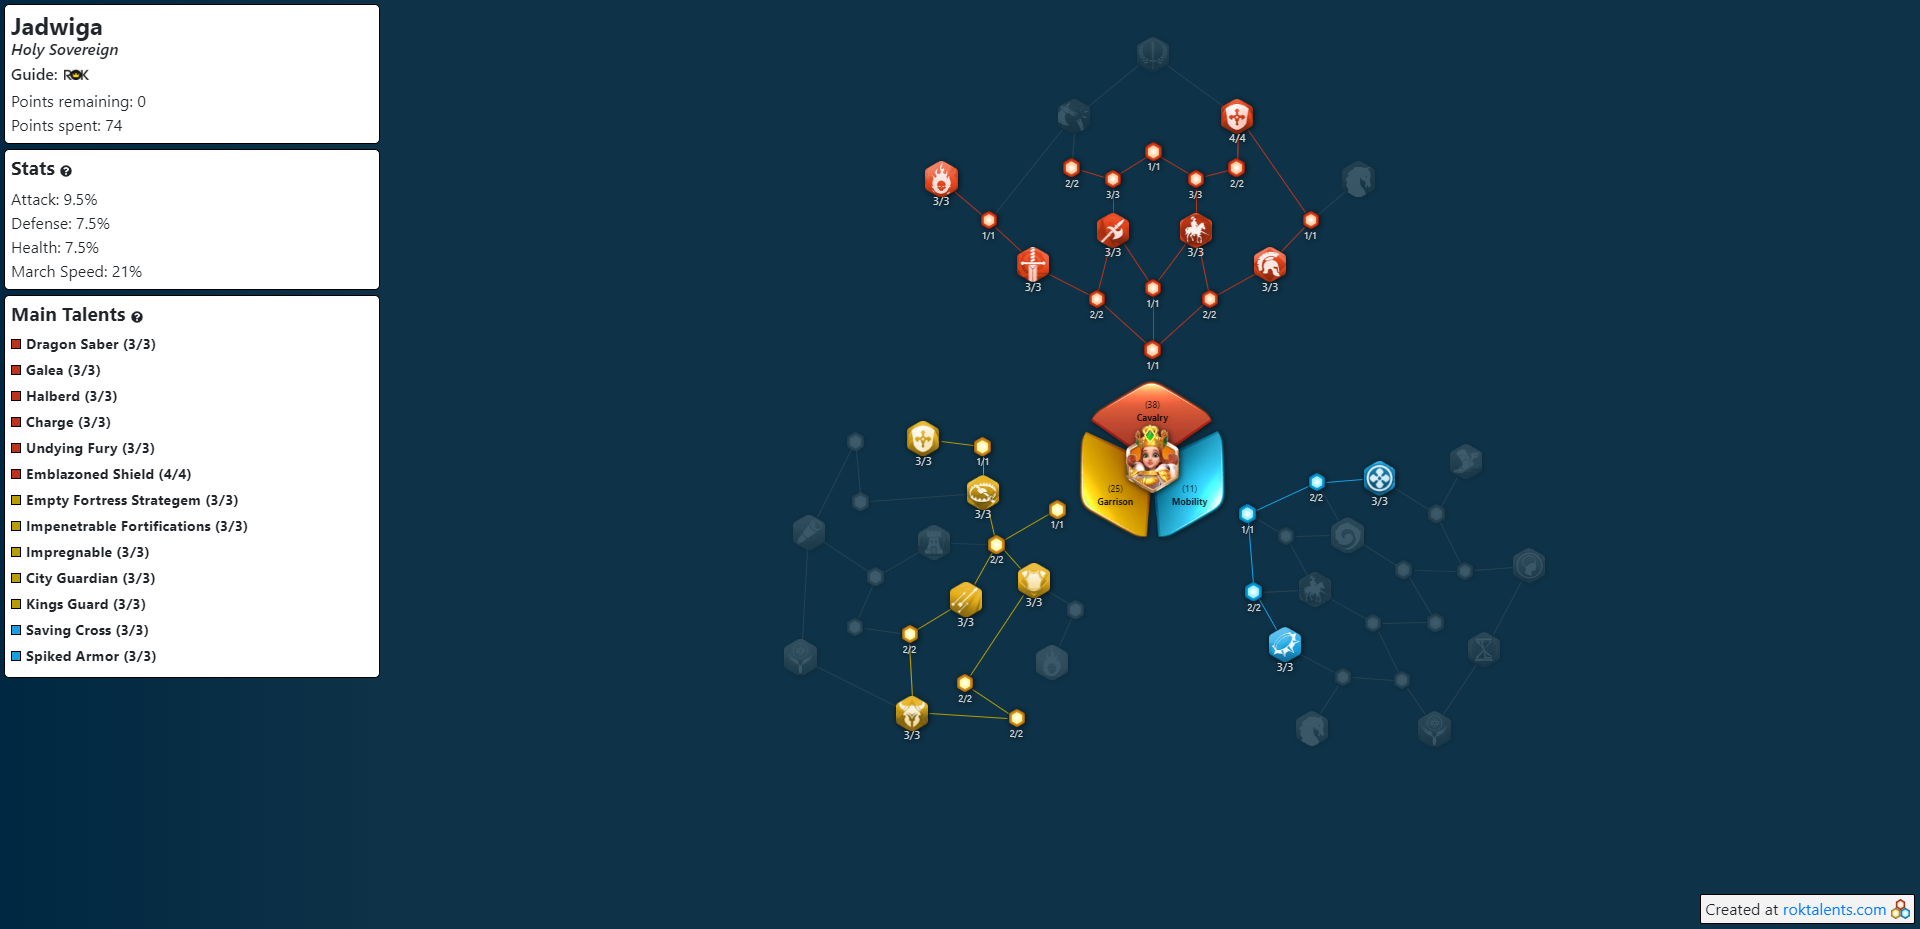 Jadwiga
Holy Sovereign
Guide: ROK
Points remaining: 0
Points spent: 74
Stats
Attack: 9.5%
Defense: 7.5%
Health: 7.5%
March Speed: 21%
Main Talents
Dragon Saber (3/3)
Galea (3/3)
Halberd (3/3)
Charge (3/3)
Undying Fury (3/3)
Emblazoned Shield (4/4)
Empty Fortress Strategem (3/3)
Impenetrable Fortifications (3/3)
Impregnable (3/3)
City Guardian (3/3)
Kings Guard (3/3)
Saving Cross (3/3)
Spiked Armor (3/3)
4/4
1/1
2/2
2/2
3/3
3/3
3/3
1/1
1/1
3/3
3/3
3/3
3/3
1/1
2/2
2/2
1/1
(38)
Cavalry
(25)
Garrison
(11)
Mobility
3/3
1/1
3/3
1/1
2/2
3/3
3/3
2/2
2/2
3/3
2/2
2/2
3/3
1/1
2/2
3/3
Created at roktalents.com